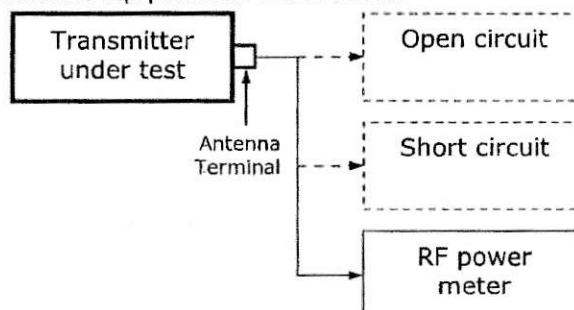 Transmitter
under test
Open circuit
Antenna
Terminal
Short circuit
RF power
meter